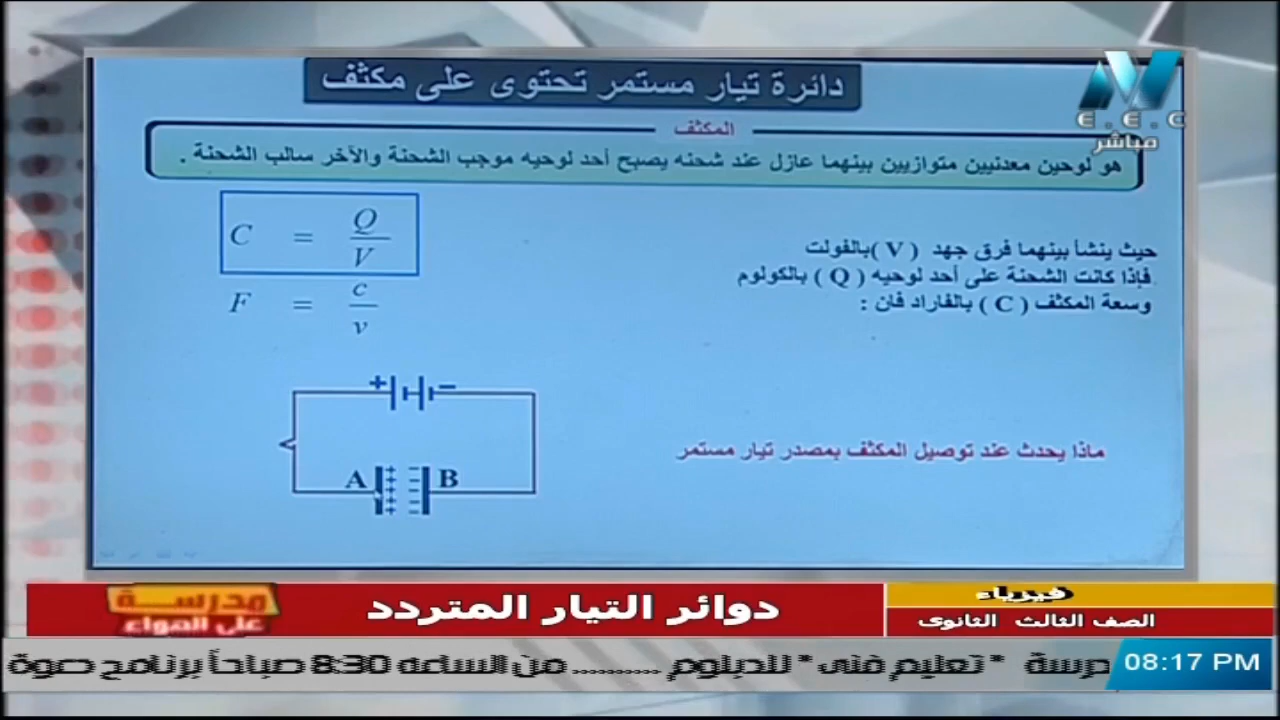 دائرة تيار مستمر تحتوى على مكثف
E.E.C
مباشر
المكثف
هو لوحين معدنيين متوازيين بينهما عازل عند شحنه يصبح أحد لوحيه موجب الشحنة والآخر سالب الشحنة .
C = Q / V
F = c / v
حيث ينشأ بينهما فرق جهد ( V )بالفولت
فإذا كانت الشحنة على أحد لوحيه ( Q ) بالكولوم
وسعة المكثف ( C ) بالفاراد فان :
+ −
A B
ماذا يحدث عند توصيل المكثف بمصدر تيار مستمر
فيزياء
الصف الثالث الثانوى
دوائر التيار المتردد
مدرسة
على الهواء
08:17 PM
درسة "تعليم فنى" للدبلوم .......... من الساعه 8:30 صباحاً برنامج صوة